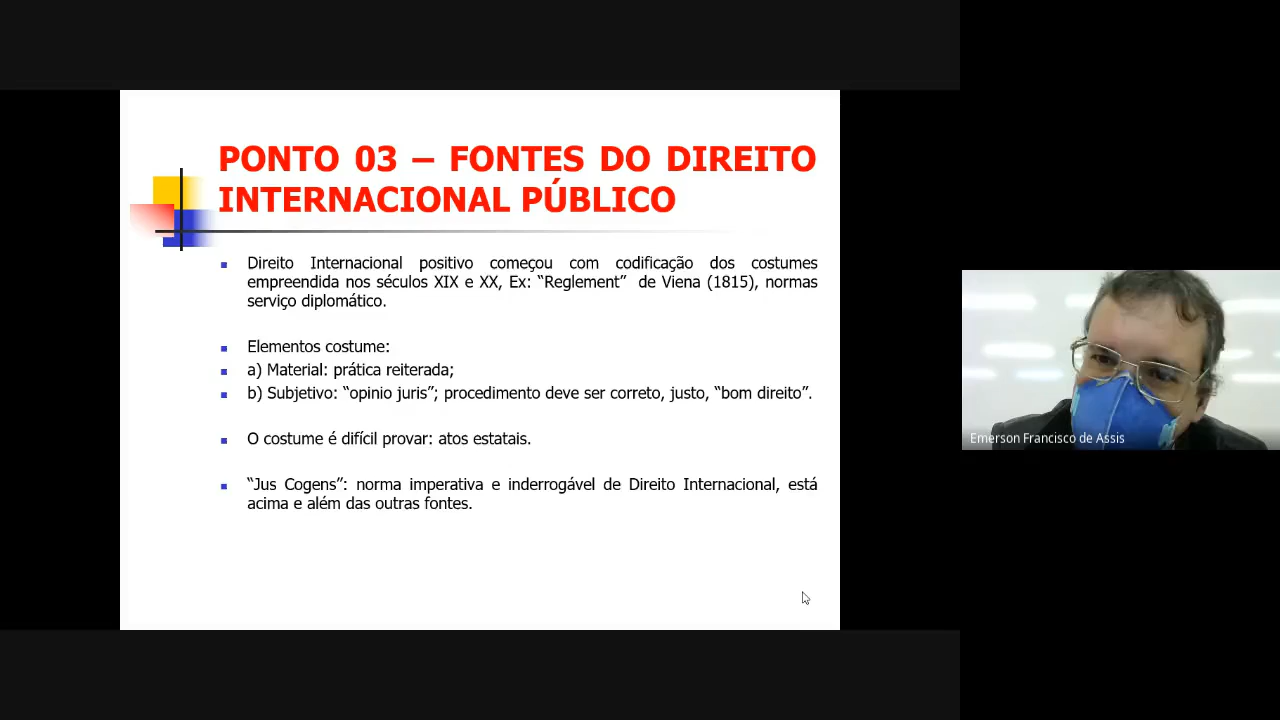 PONTO 03 – FONTES DO DIREITO
INTERNACIONAL PÚBLICO
Direito Internacional positivo começou com codificação dos costumes
empreendida nos séculos XIX e XX, Ex: “Reglement” de Viena (1815), normas
serviço diplomático.
Elementos costume:
a) Material: prática reiterada;
b) Subjetivo: “opinio juris”; procedimento deve ser correto, justo, “bom direito”.
O costume é difícil provar: atos estatais.
“Jus Cogens”: norma imperativa e inderrogável de Direito Internacional, está
acima e além das outras fontes.
Emerson Francisco de Assis